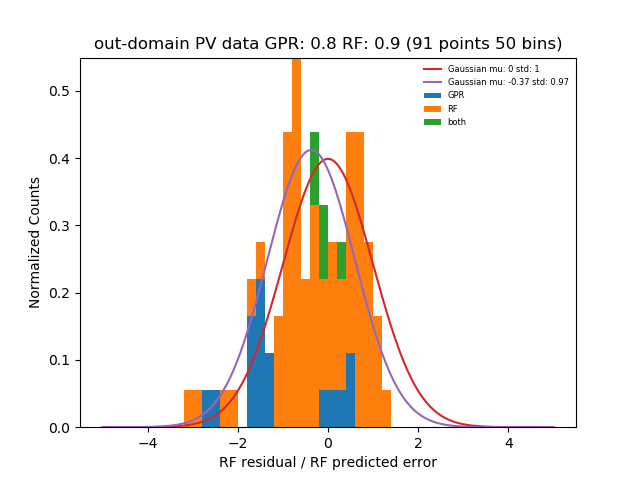 out-domain PV data GPR: 0.8 RF: 0.9 (91 points 50 bins)
Gaussian mu: 0 std: 1
Gaussian mu: -0.37 std: 0.97
GPR
RF
both
Normalized Counts
0.5
0.4
0.3
0.2
0.1
0.0
−4
−2
0
2
4
RF residual / RF predicted error